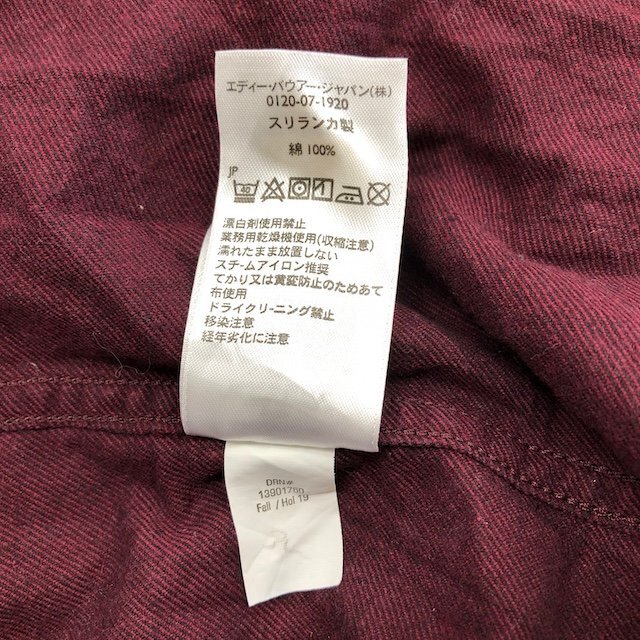 エディー・バウアー・ジャパン(株)
0120-07-1920
スリランカ製
綿 100%
JP
40
漂白剤使用禁止
業務用乾燥機使用(収縮注意)
濡れたまま放置しない
スチームアイロン推奨
てかり又は黄変防止のためあて
布使用
ドライクリーニング禁止
移染注意
経年劣化に注意
DRN#
13901760
Fall / Hol 19